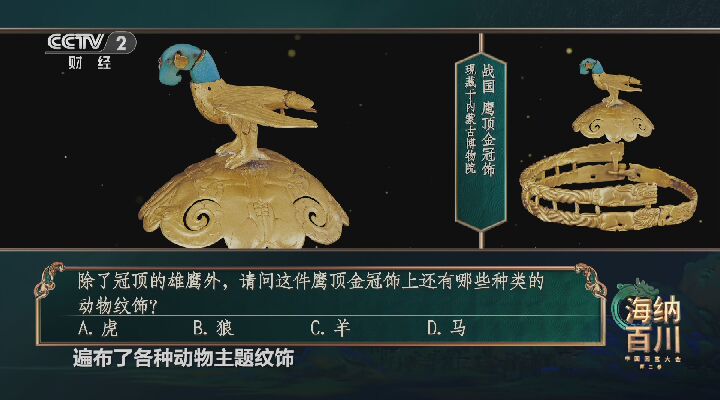 CCTV 2
财经
战国 鹰顶金冠饰
现藏于内蒙古博物院
除了冠顶的雄鹰外，请问这件鹰顶金冠饰上还有哪些种类的
动物纹饰？
A. 虎 B. 狼 C. 羊 D. 马
海纳
百川
中国国宝大会
第二季
遍布了各种动物主题纹饰